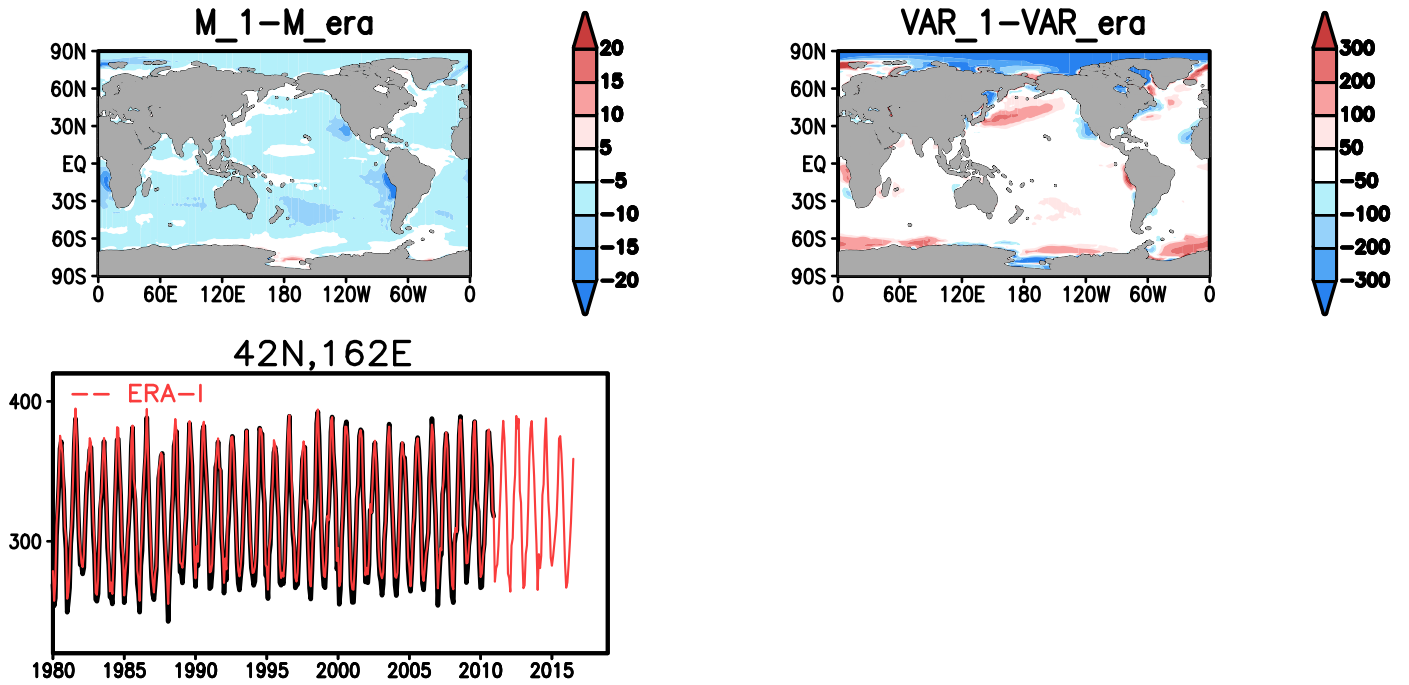 M_1-M_era
90N
60N
30N
EQ
30S
60S
90S
0 60E 120E 180 120W 60W 0
20
15
10
5
-5
-10
-15
-20
VAR_1-VAR_era
90N
60N
30N
EQ
30S
60S
90S
0 60E 120E 180 120W 60W 0
300
200
100
50
-50
-100
-200
-300
42N,162E
ERA-I
400
300
1980 1985 1990 1995 2000 2005 2010 2015